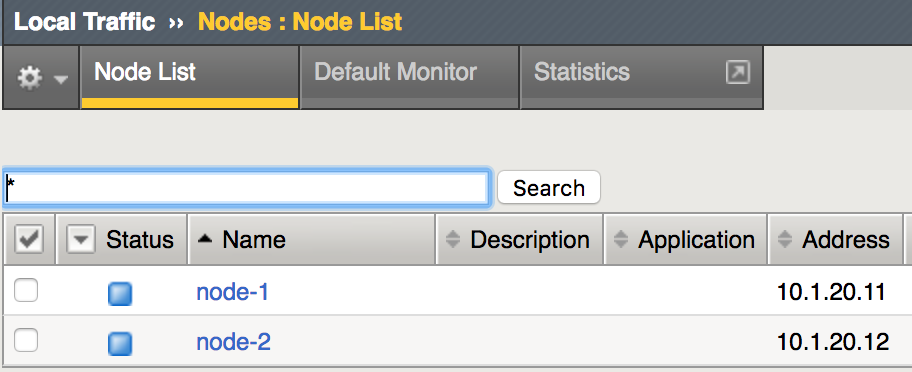 Local Traffic ›› Nodes : Node List
Node List Default Monitor Statistics
* Search
Status Name Description Application Address
node-1 10.1.20.11
node-2 10.1.20.12